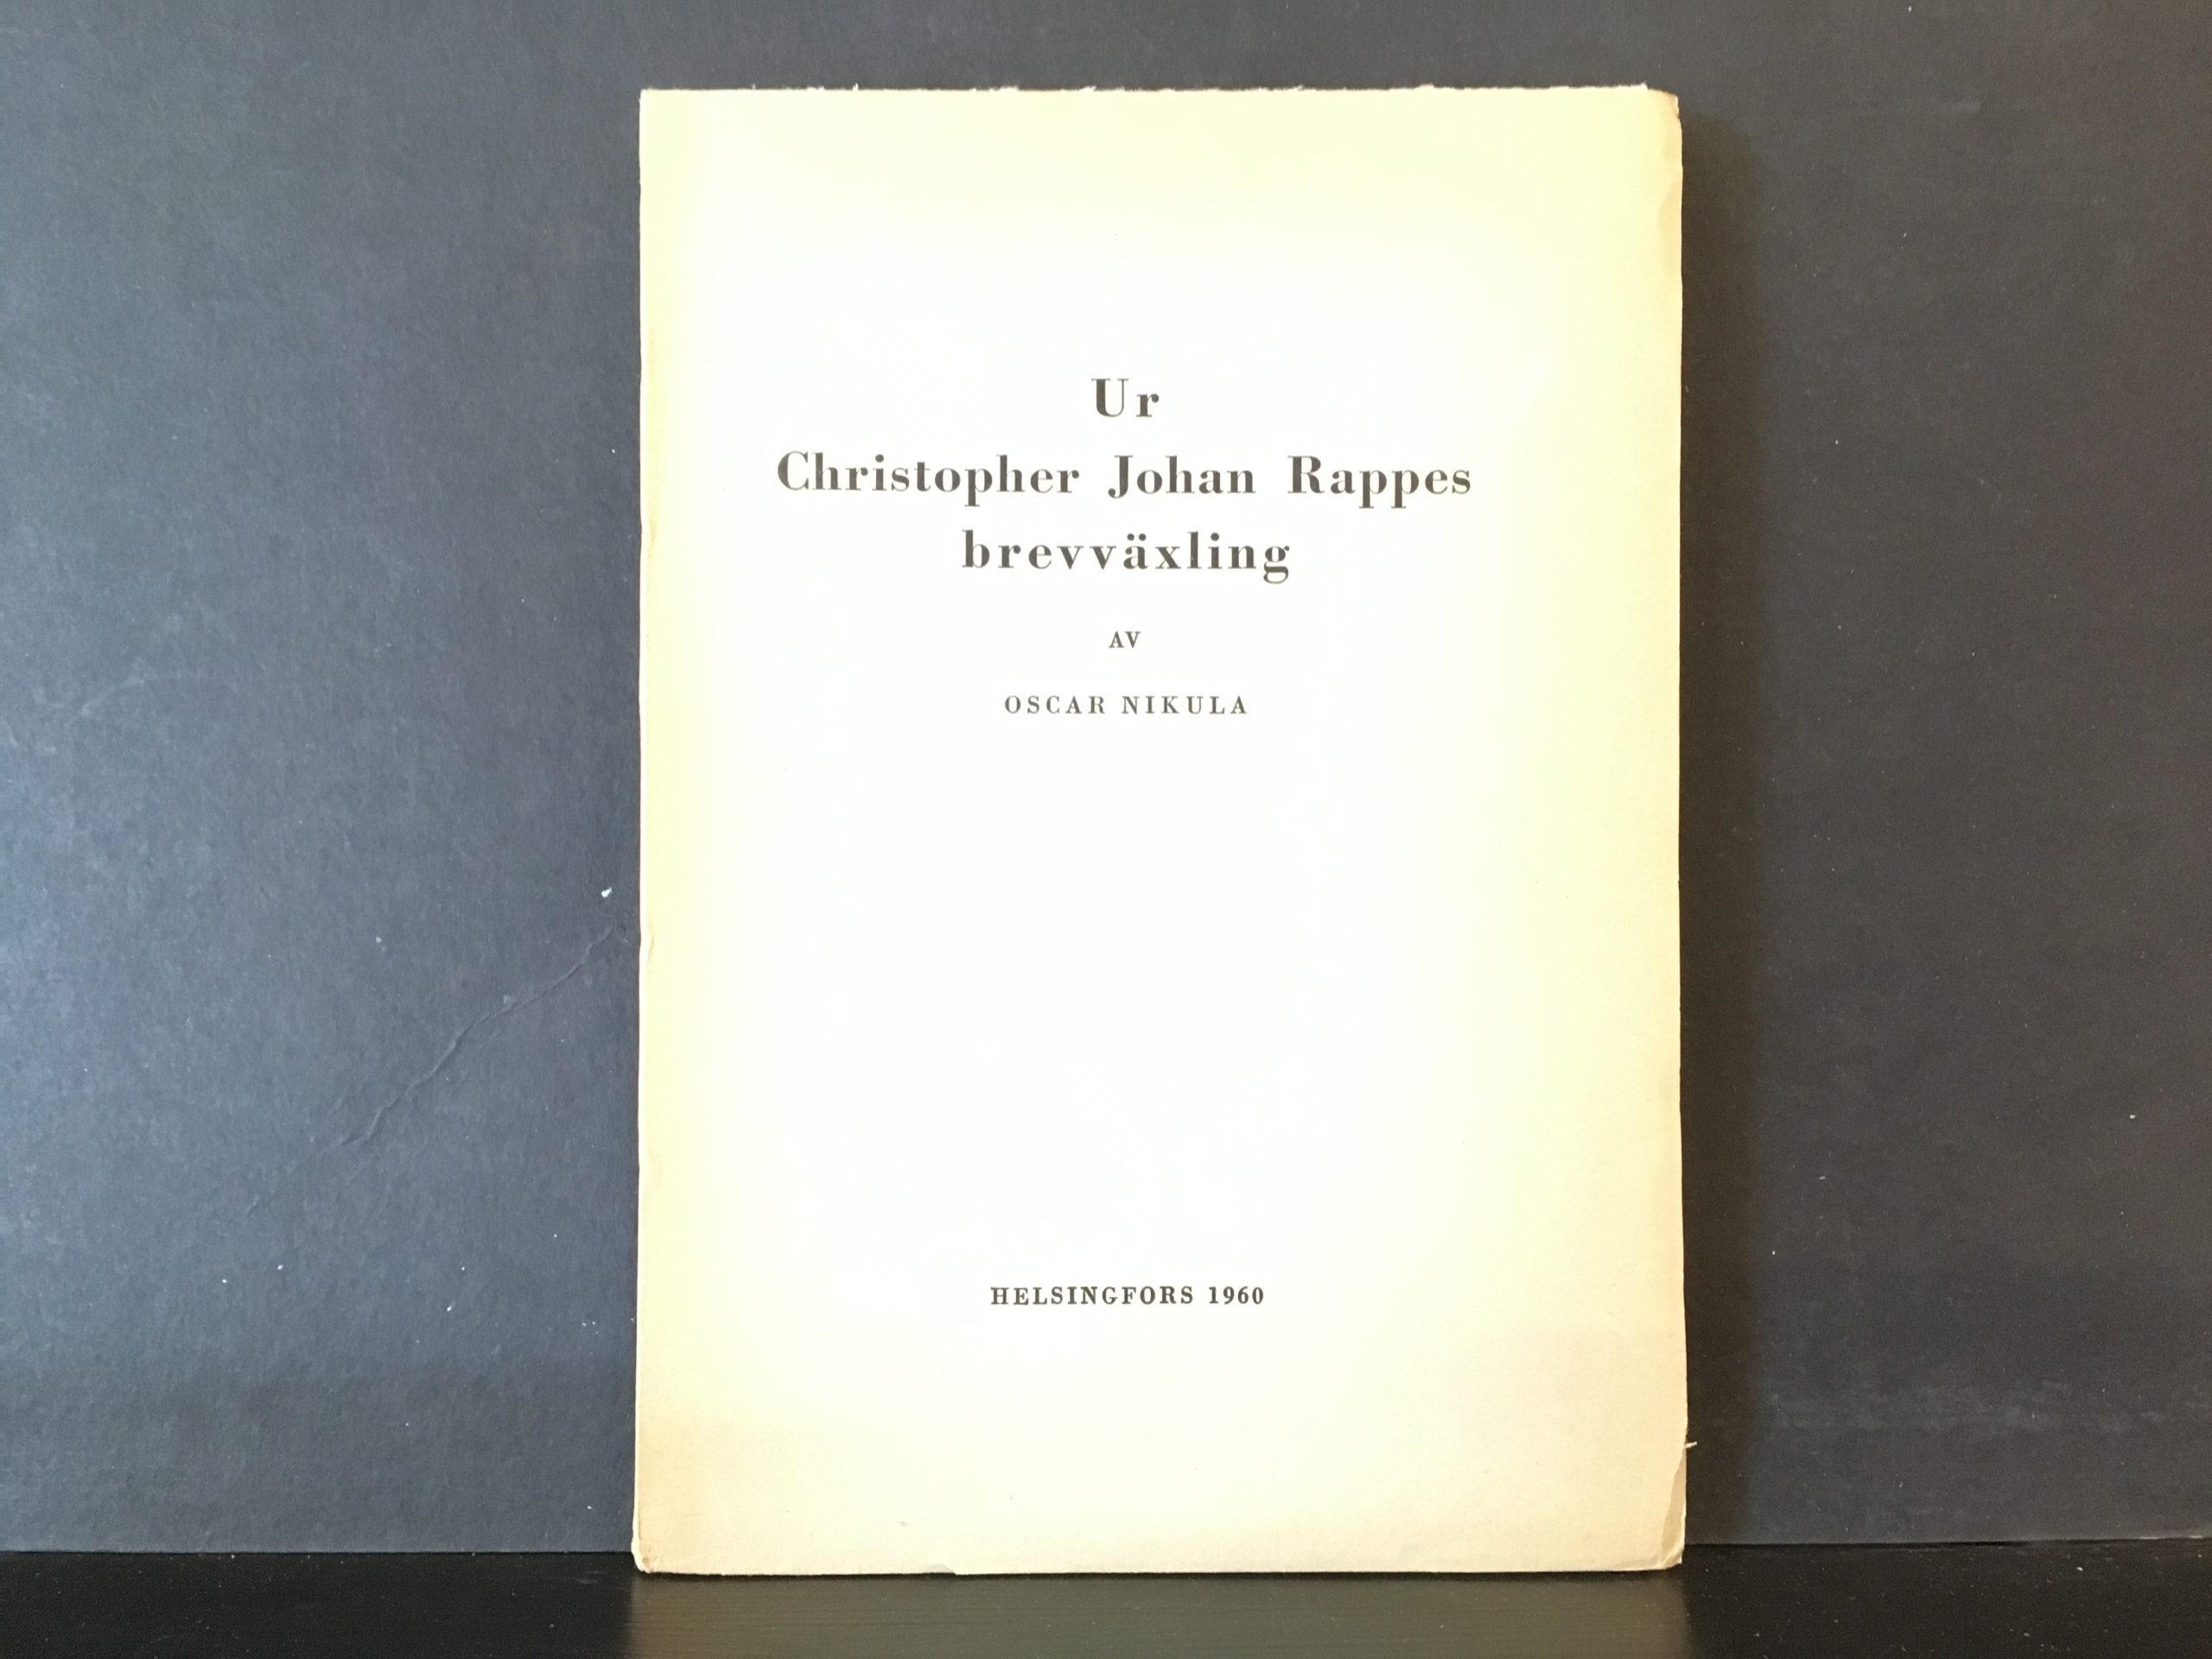 Ur
Christopher Johan Rappes
brevväxling
AV
OSCAR NIKULA
HELSINGFORS 1960